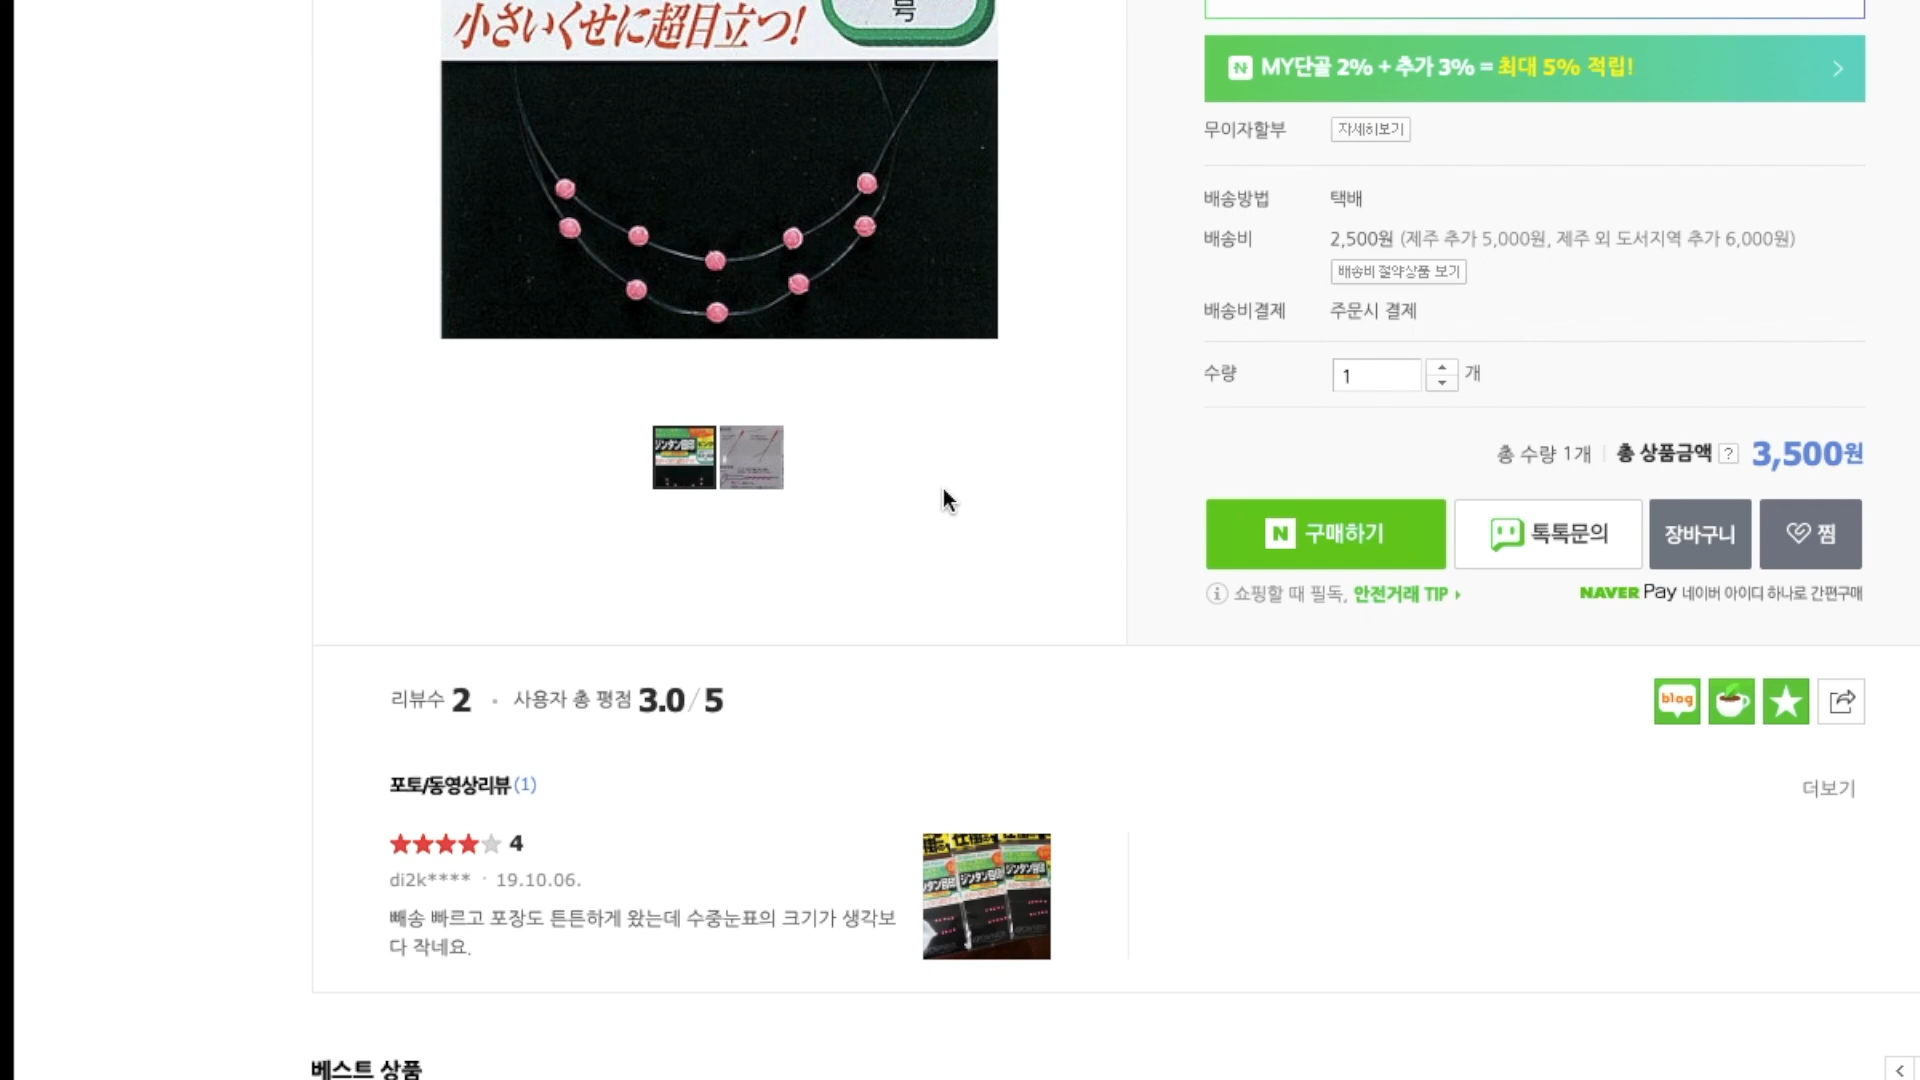 号
小さいくせに超目立つ!
MY단골 2% + 추가 3% = 최대 5% 적립!
무이자할부 자세히보기
배송방법 택배
배송비 2,500원 (제주 추가 5,000원, 제주 외 도서지역 추가 6,000원)
배송비 절약상품 보기
배송비결제 주문시 결제
수량 1 개
총 수량 1개 총 상품금액 ? 3,500원
N 구매하기 톡톡문의 장바구니 찜
쇼핑할 때 필독, 안전거래 TIP
NAVER Pay 네이버 아이디 하나로 간편구매
리뷰수 2 · 사용자 총 평점 3.0/5
blog
포토/동영상리뷰(1)
더보기
4
di2k**** · 19.10.06.
빼송 빠르고 포장도 튼튼하게 왔는데 수중눈표의 크기가 생각보
다 작네요.
베스트 상품